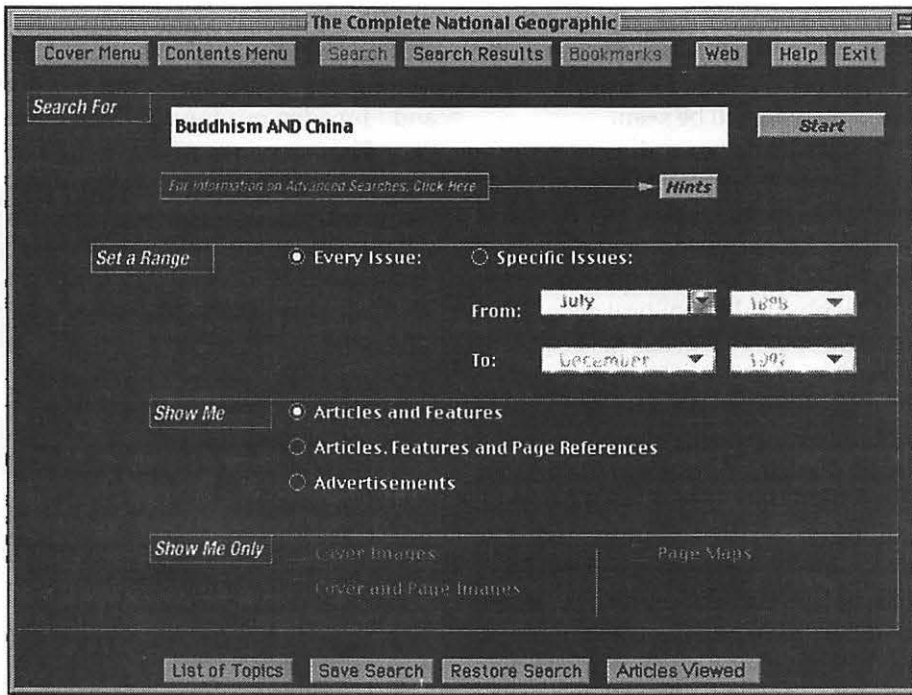 The Complete National Geographic
Cover Menu Contents Menu Search Search Results Bookmarks Web Help Exit
Search For
Buddhism AND China
Start
For Information on Advanced Searches, Click Here
Hints
Set a Range
Every Issue:
Specific Issues:
From: July
To: December
Show Me
Articles and Features
Articles, Features and Page References
Advertisements
Show Me Only
Cover Images
Page Maps
Cover and Page Images
List of Topics Save Search Restore Search Articles Viewed